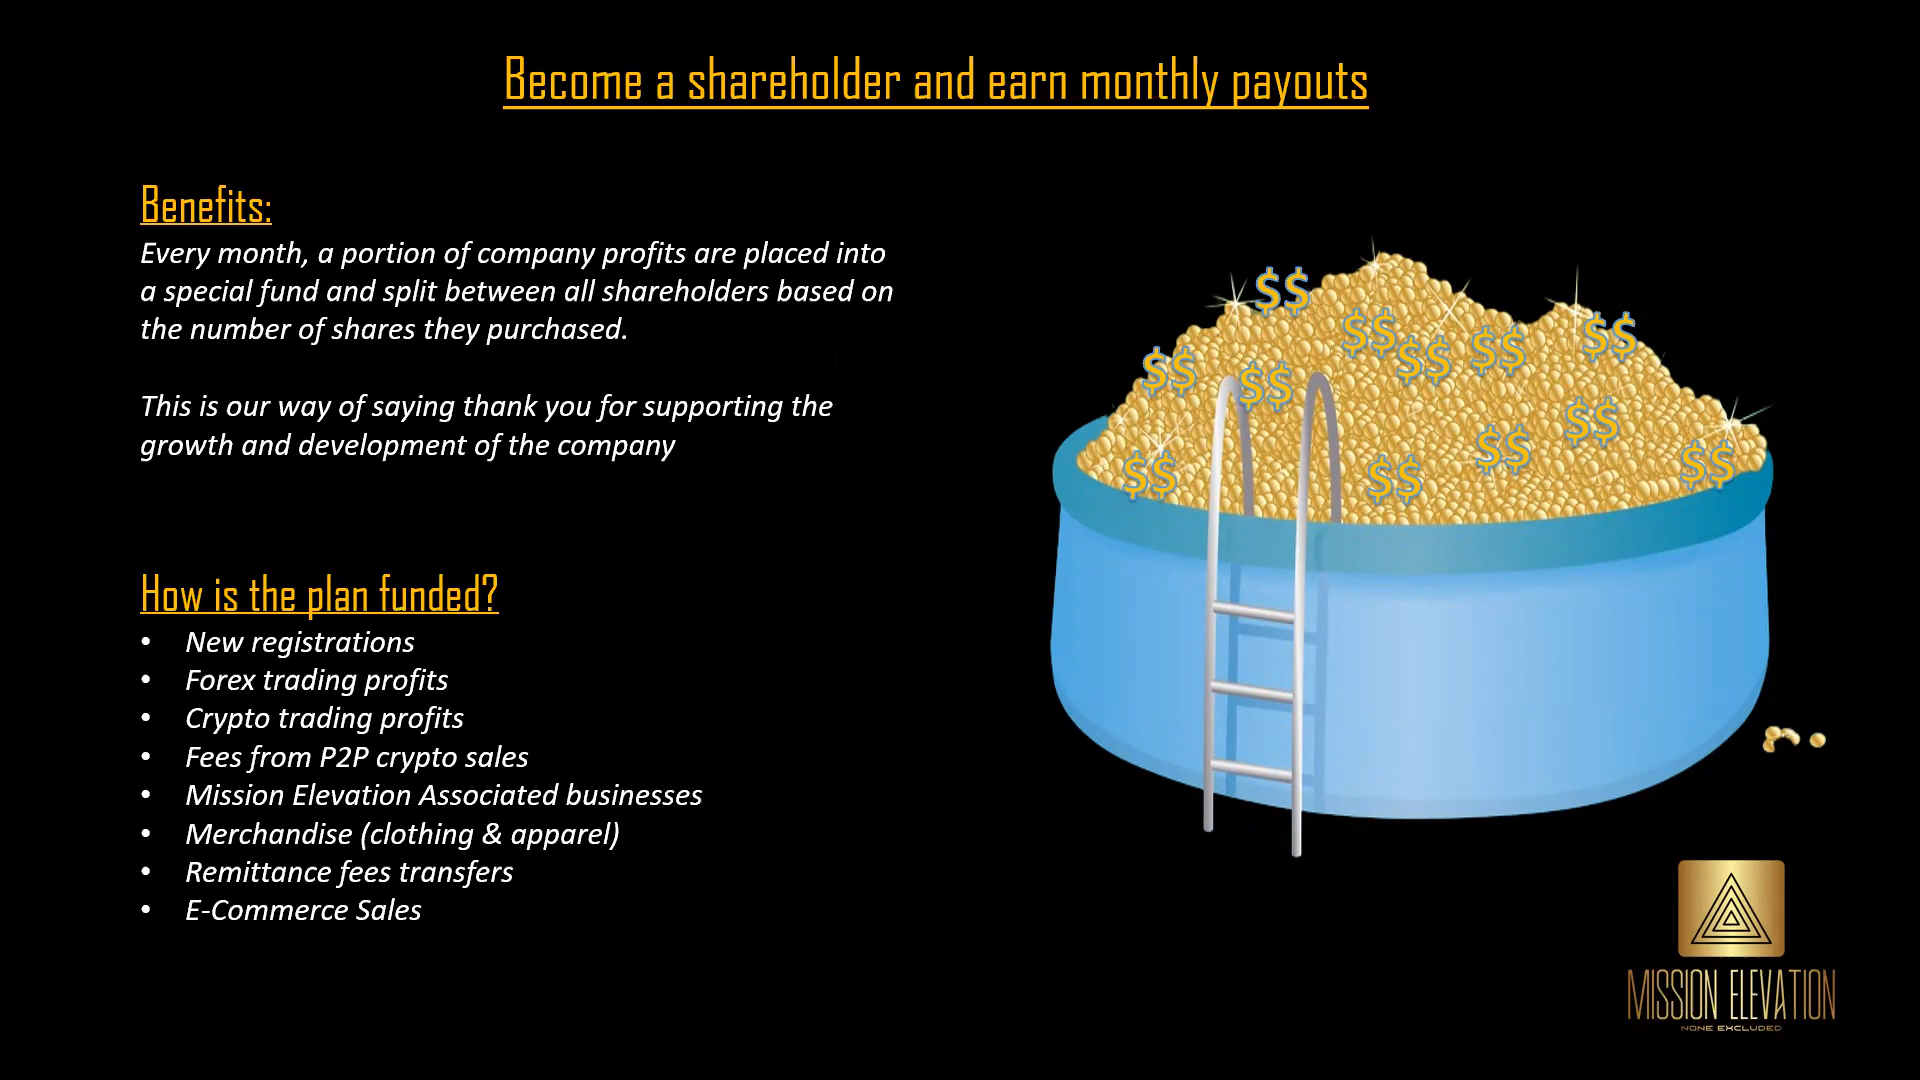 Become a shareholder and earn monthly payouts
Benefits:
Every month, a portion of company profits are placed into
a special fund and split between all shareholders based on
the number of shares they purchased.
This is our way of saying thank you for supporting the
growth and development of the company
How is the plan funded?
• New registrations
• Forex trading profits
• Crypto trading profits
• Fees from P2P crypto sales
• Mission Elevation Associated businesses
• Merchandise (clothing & apparel)
• Remittance fees transfers
• E-Commerce Sales
$$
$$
$$
$$
$$
$$
$$
$$
$$
$$
$$
$$
MISSION ELEVATION
NONE EXCLUDED